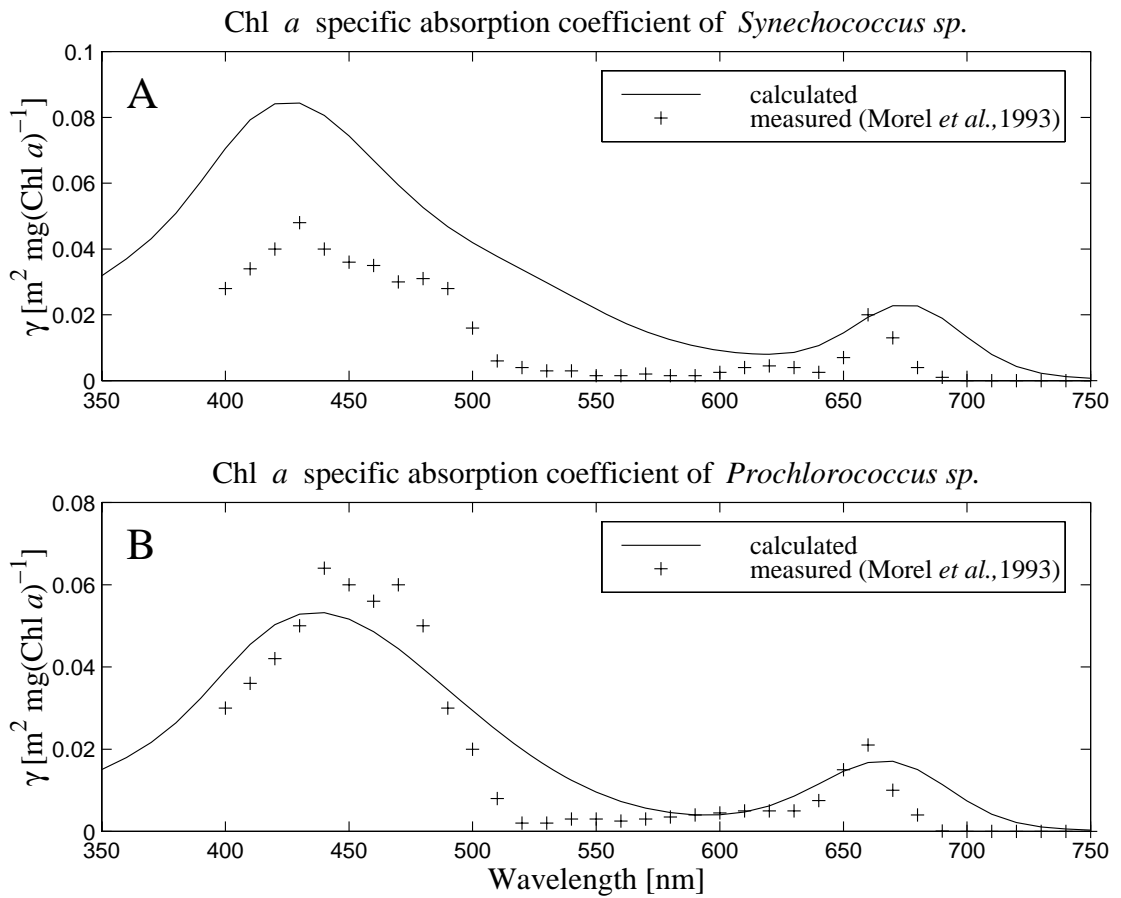 Chl a specific absorption coefficient of Synechococcus sp.
A
calculated
measured (Morel et al.,1993)
γ [m² mg(Chl a)⁻¹]
0.1
0.08
0.06
0.04
0.02
0
350 400 450 500 550 600 650 700 750
Chl a specific absorption coefficient of Prochlorococcus sp.
B
calculated
measured (Morel et al.,1993)
γ [m² mg(Chl a)⁻¹]
0.08
0.06
0.04
0.02
0
350 400 450 500 550 600 650 700 750
Wavelength [nm]